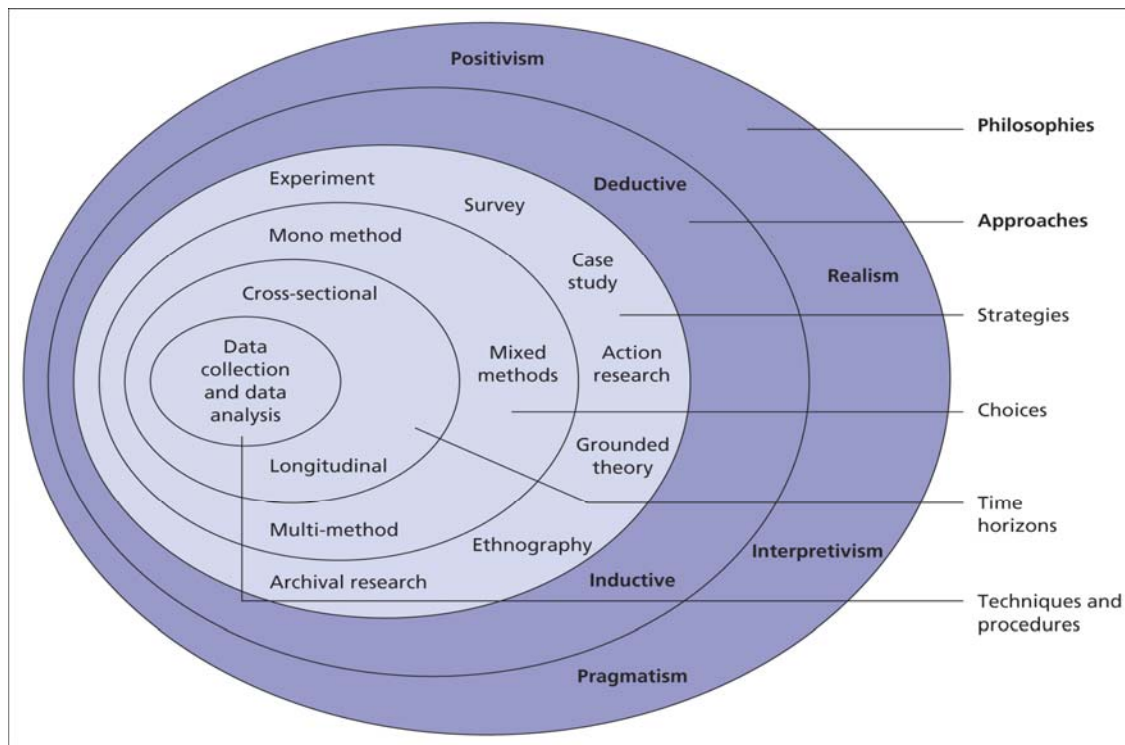 Positivism
Philosophies
Experiment
Deductive
Survey
Approaches
Mono method
Case
study
Realism
Cross-sectional
Strategies
Data
collection
and data
analysis
Mixed
methods
Action
research
Choices
Longitudinal
Grounded
theory
Time
horizons
Multi-method
Ethnography
Interpretivism
Archival research
Inductive
Techniques and
procedures
Pragmatism